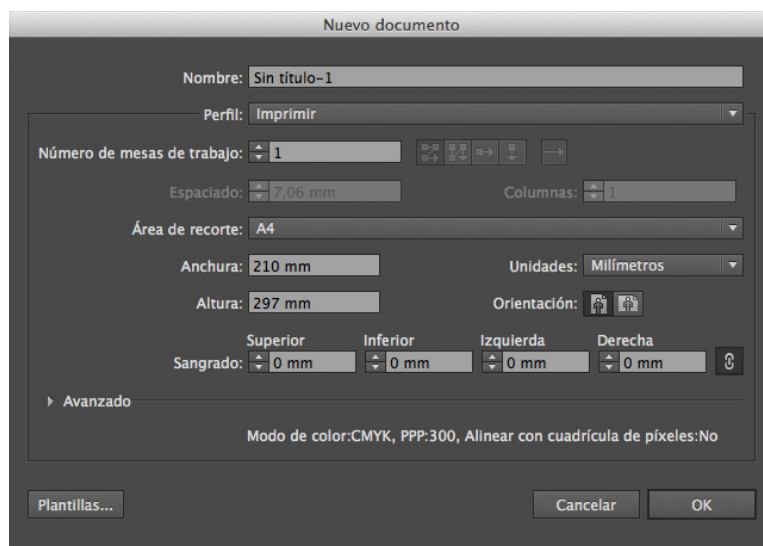 Nuevo documento
Nombre: Sin título-1
Perfil: Imprimir
Número de mesas de trabajo: 1
Espaciado: 7,06 mm Columnas: 1
Área de recorte: A4
Anchura: 210 mm Unidades: Milímetros
Altura: 297 mm Orientación:
Superior Inferior Izquierda Derecha
Sangrado: 0 mm 0 mm 0 mm 0 mm
Avanzado
Modo de color:CMYK, PPP:300, Alinear con cuadrícula de píxeles:No
Plantillas... Cancelar OK